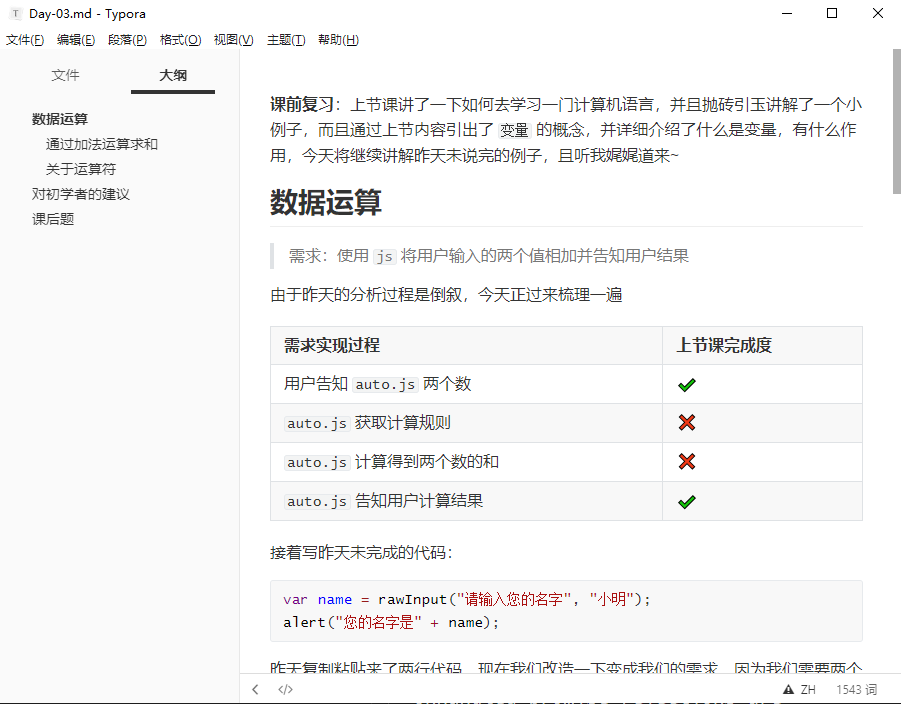 Day-03.md - Typora
文件(F) 编辑(E) 段落(P) 格式(O) 视图(V) 主题(T) 帮助(H)
文件 大纲
数据运算
通过加法运算求和
关于运算符
对初学者的建议
课后题
课前复习：上节课讲了一下如何去学习一门计算机语言，并且抛砖引玉讲解了一个小
例子，而且通过上节内容引出了 变量 的概念，并详细介绍了什么是变量，有什么作
用，今天将继续讲解昨天未说完的例子，且听我娓娓道来~
数据运算
需求：使用 js 将用户输入的两个值相加并告知用户结果
由于昨天的分析过程是倒叙，今天正过来梳理一遍
需求实现过程 上节课完成度
用户告知 auto.js 两个数 ✔
auto.js 获取计算规则 ❌
auto.js 计算得到两个数的和 ❌
auto.js 告知用户计算结果 ✔
接着写昨天未完成的代码：
var name = rawInput("请输入您的名字", "小明");
alert("您的名字是" + name);
昨天复制粘贴来了两行代码，现在我们改造一下变成我们的需求，因为我们需要两个
ZH 1543 词